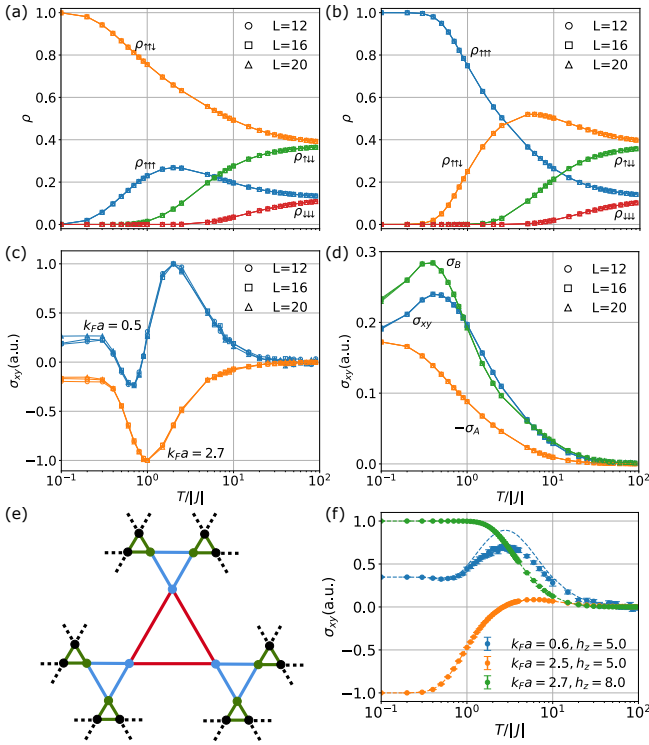 (a)
1.0
0.8
0.6
0.4
0.2
0.0
ρ
ρ↑↑↓
ρ↑↑↑
ρ↑↓↓
ρ↓↓↓
L=12
L=16
L=20
(b)
1.0
0.8
0.6
0.4
0.2
0.0
ρ
ρ↑↑↑
ρ↑↑↓
ρ↑↓↓
ρ↓↓↓
L=12
L=16
L=20
(c)
1.0
0.5
0.0
−0.5
−1.0
σxy(a.u.)
kFa = 0.5
kFa = 2.7
L=12
L=16
L=20
10⁻¹ 10⁰ 10¹ 10²
T/|J|
(d)
0.3
0.2
0.1
0.0
σxy(a.u.)
σB
σxy
−σA
L=12
L=16
L=20
10⁻¹ 10⁰ 10¹ 10²
T/|J|
(e)
(f)
1.0
0.5
0.0
−0.5
−1.0
σxy(a.u.)
kFa = 0.6, hz = 5.0
kFa = 2.5, hz = 5.0
kFa = 2.7, hz = 8.0
10⁻¹ 10⁰ 10¹ 10²
T/|J|